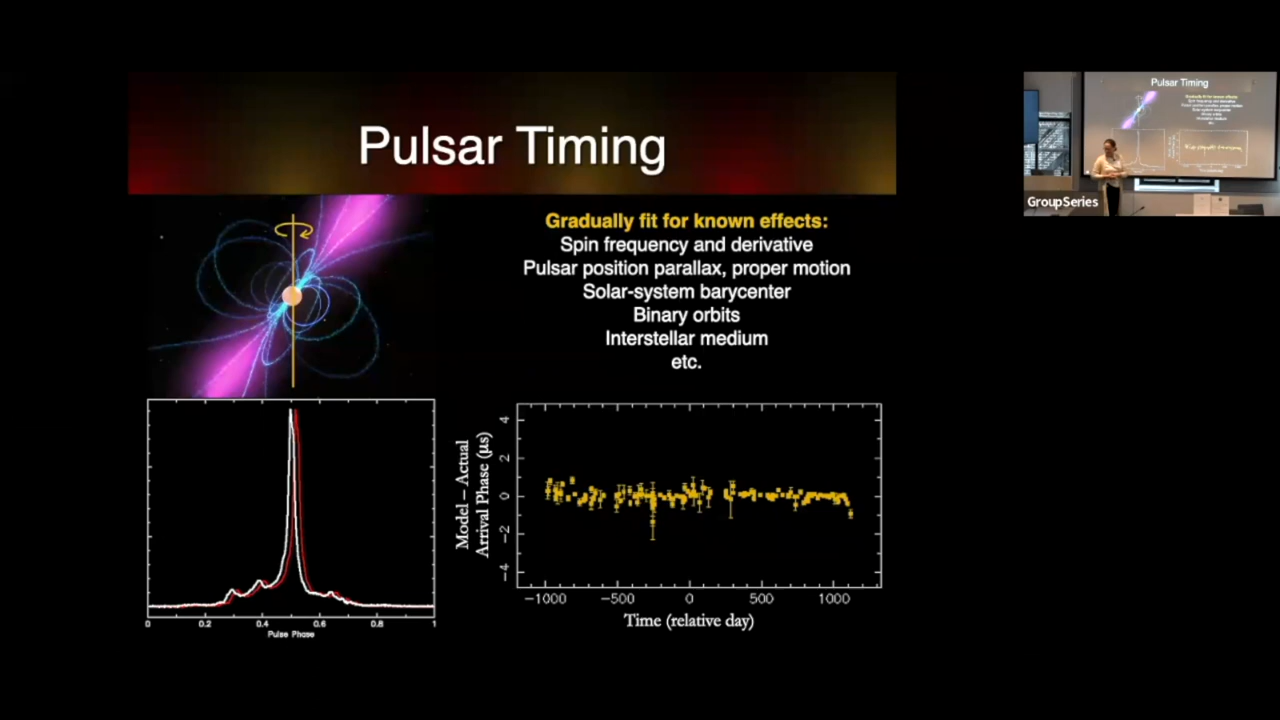 Pulsar Timing
Gradually fit for known effects:
Spin frequency and derivative
Pulsar position parallax, proper motion
Solar-system barycenter
Binary orbits
Interstellar medium
etc.
0 0.2 0.4 0.6 0.8 1
Pulse Phase
Model – Actual
Arrival Phase (μs)
4
2
0
−2
−4
−1000 −500 0 500 1000
Time (relative day)
Pulsar Timing
GroupSeries